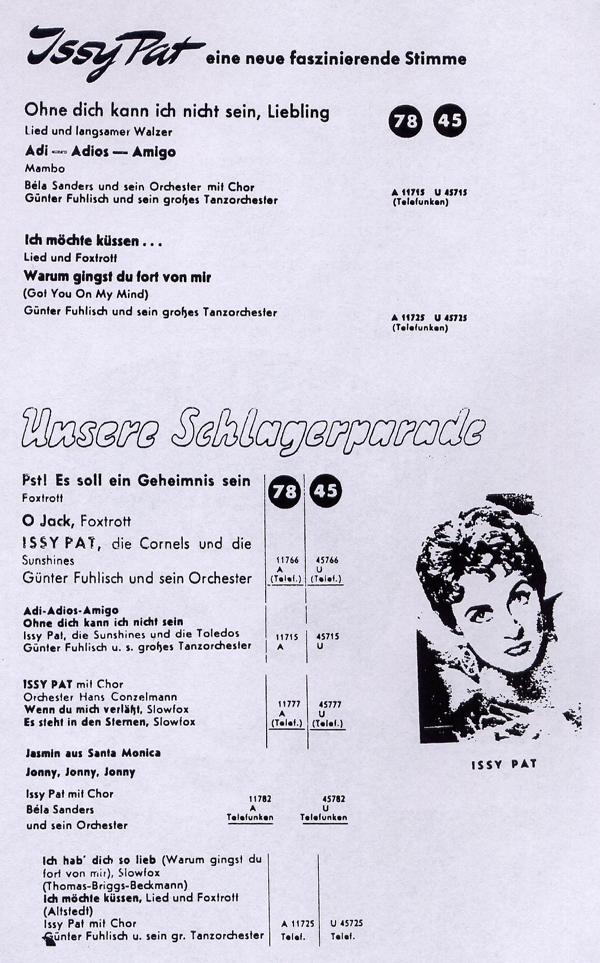 Issy Pat eine neue faszinierende Stimme
Ohne dich kann ich nicht sein, Liebling
Lied und langsamer Walzer
78 45
Adi — Adios — Amigo
Mambo
Béla Sanders und sein Orchester mit Chor
Günter Fuhlisch und sein großes Tanzorchester
A 11715 U 45715
(Telefunken)
Ich möchte küssen . . .
Lied und Foxtrott
Warum gingst du fort von mir
(Got You On My Mind)
Günter Fuhlisch und sein großes Tanzorchester
A 11725 U 45725
(Telefunken)
Unsere Schlagerparade
Pst! Es soll ein Geheimnis sein
Foxtrott
78 45
O Jack, Foxtrott
ISSY PAT, die Cornels und die
Sunshines
Günter Fuhlisch und sein Orchester
11766 45766
A U
(Telef.) (Telef.)
Adi-Adios-Amigo
Ohne dich kann ich nicht sein
Issy Pat, die Sunshines und die Toledos
Günter Fuhlisch u. s. großes Tanzorchester
11715 45715
A U
ISSY PAT mit Chor
Orchester Hans Conzelmann
Wenn du mich verläßt, Slowfox
Es steht in den Sternen, Slowfox
11777 45777
A U
(Telef.) (Telef.)
ISSY PAT
Jasmin aus Santa Monica
Jonny, Jonny, Jonny
Issy Pat mit Chor
Béla Sanders
und sein Orchester
11782 45782
A U
Telefunken Telefunken
Ich hab' dich so lieb (Warum gingst du
fort von mir), Slowfox
(Thomas-Briggs-Beckmann)
Ich möchte küssen, Lied und Foxtrott
(Altstedt)
Issy Pat mit Chor
Günter Fuhlisch u. sein gr. Tanzorchester
A 11725 U 45725
Telef. Telef.